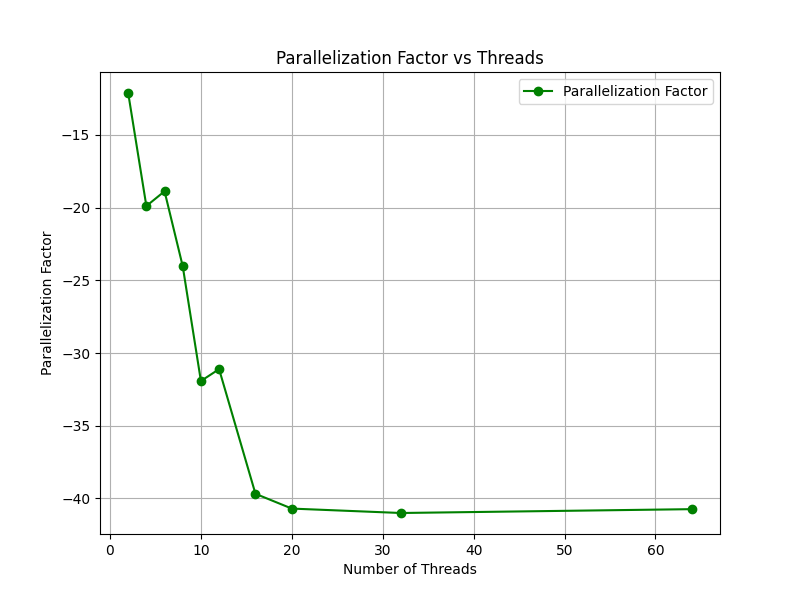 Parallelization Factor vs Threads
Parallelization Factor
−15
−20
−25
−30
−35
−40
Parallelization Factor
0 10 20 30 40 50 60
Number of Threads